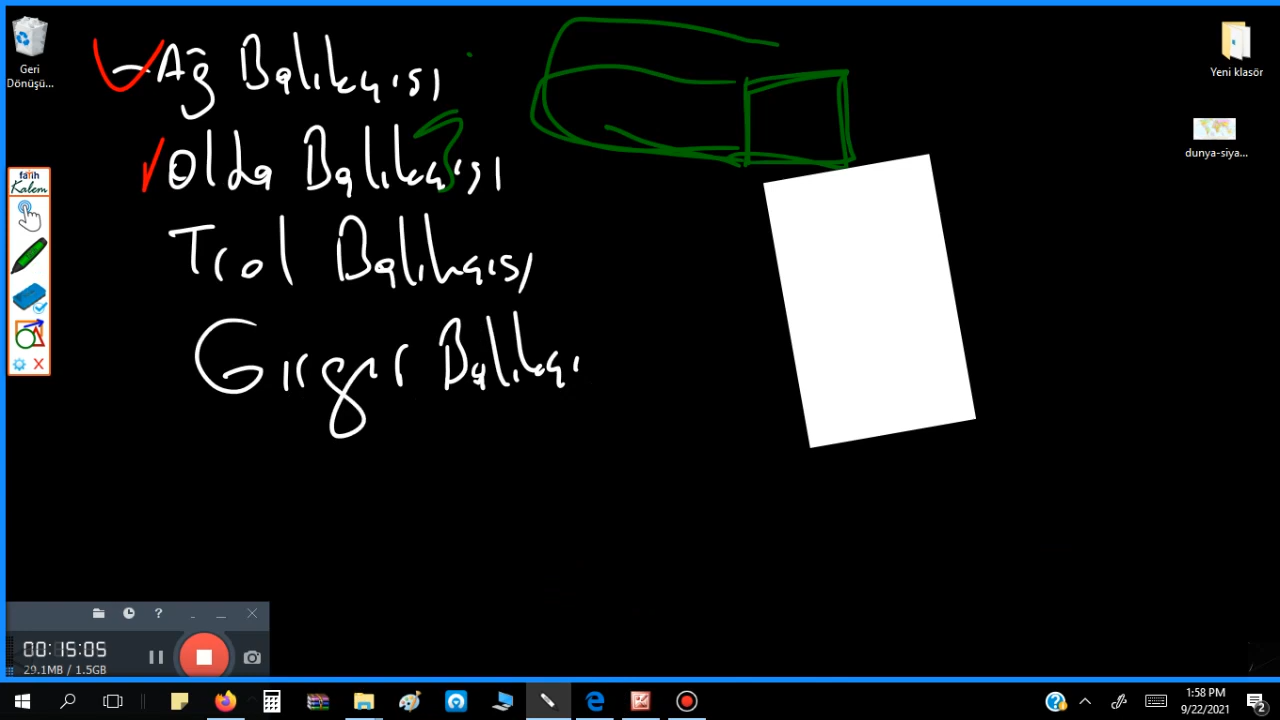 - Ağ Balıkçısı
Olda Balıkçısı
Trol Balıkçısı
Gırgır Balıkçı
Geri
Dönüşü...
Yeni klasör
dunya-siya...
fatih
Kalem
00:15:05
29.1MB / 1.5GB
1:58 PM
9/22/2021
2